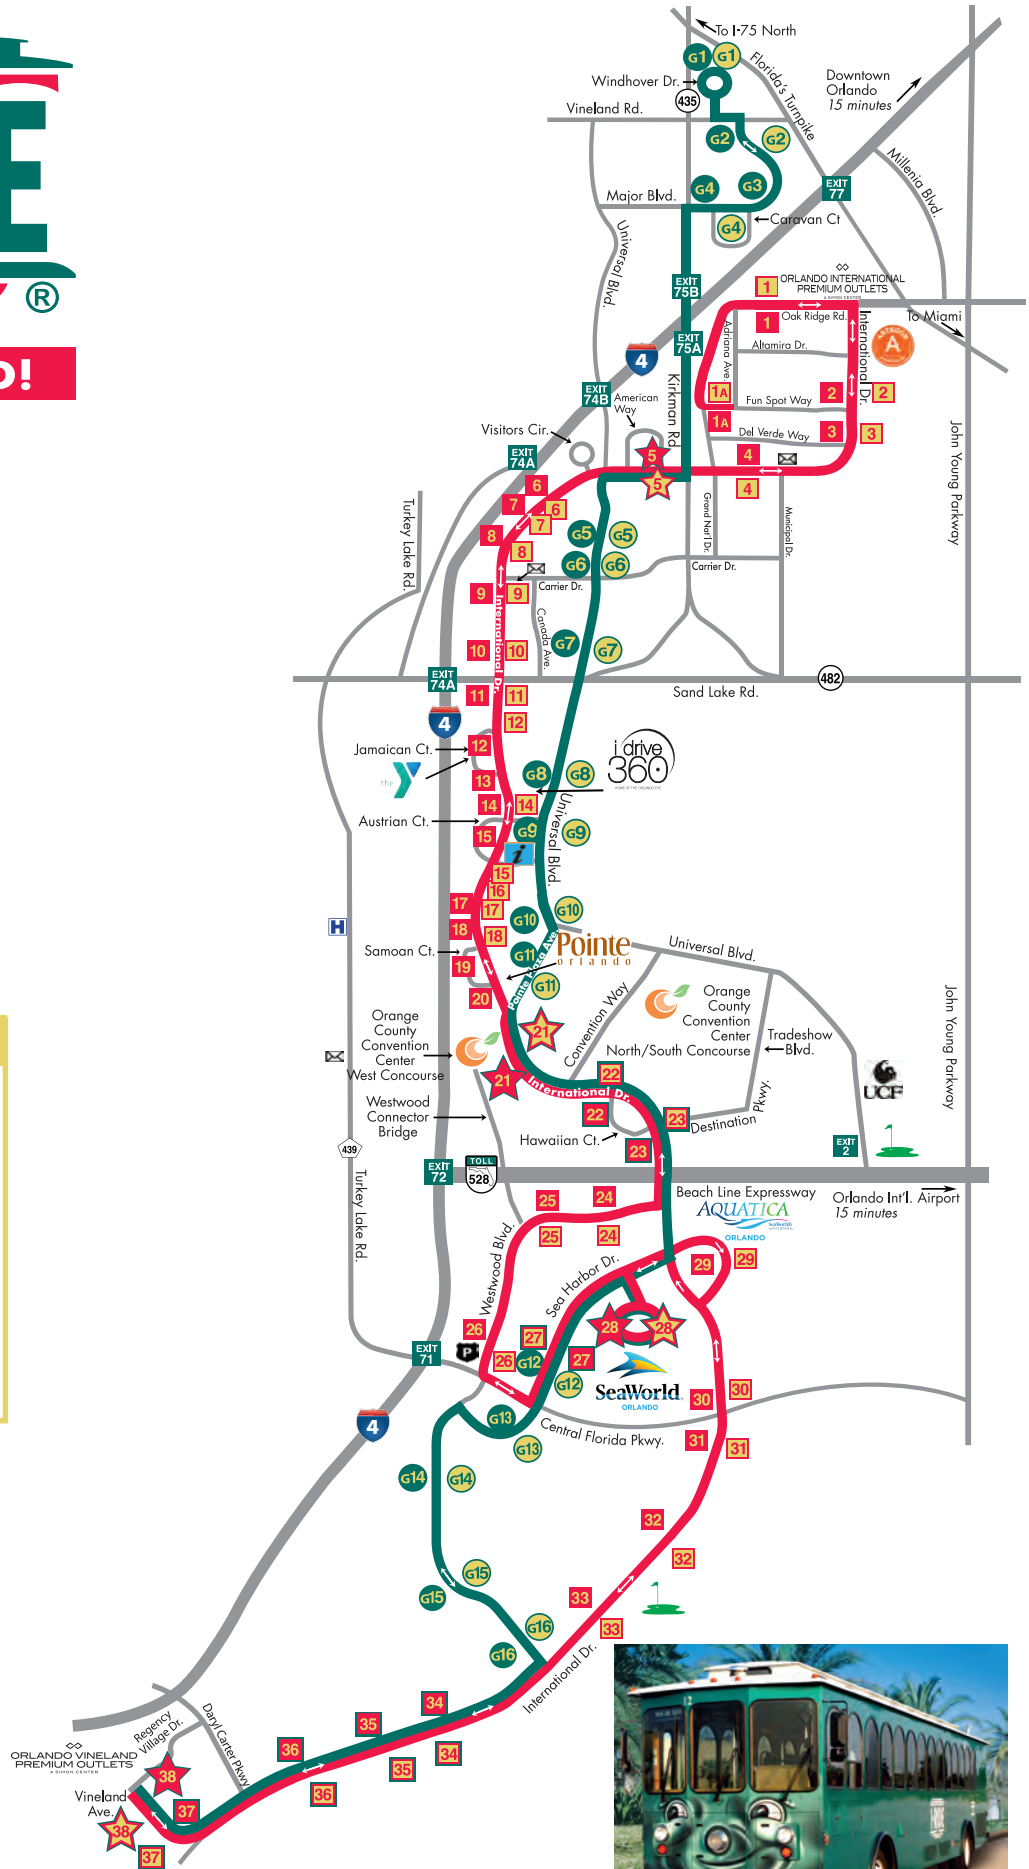 E
®
O!
To I-75 North
G1
G1
Windhover Dr.
Florida's Turnpike
Downtown
Orlando
15 minutes
435
Vineland Rd.
G2
G2
Millenia Blvd.
EXIT
77
G4
G3
Major Blvd.
Caravan Ct
G4
Universal Blvd.
EXIT
75B
ORLANDO INTERNATIONAL
PREMIUM OUTLETS
A SIMON CENTER
1
1
Oak Ridge Rd.
International Dr.
To Miami
EXIT
75A
Adriana Ave.
Altamira Dr.
A
4
Kirkman Rd
EXIT
74B
1A
Fun Spot Way
2
2
American
Way
1A
Del Verde Way
3
3
Visitors Cir.
John Young Parkway
EXIT
74A
5
4
5
4
6
7
6
7
Turkey Lake Rd.
Grand Nat'l Dr.
Municipal Dr.
8
8
G5
G5
G6
G6
Carrier Dr.
Carrier Dr.
9
9
International Dr.
Canada Ave.
10
10
G7
G7
EXIT
74A
482
11
11
Sand Lake Rd.
4
12
12
Jamaican Ct.
the Y
i drive
360
HOME OF THE ORLANDO EYE
13
G8
G8
14
14
Universal Blvd.
Austrian Ct.
15
G9
G9
i
15
16
17
17
G10
G10
H
18
18
Pointe
orlando
Universal Blvd.
Samoan Ct.
19
G11
Pointe Plaza Ave
20
G11
Convention Way
Orange
County
Convention
Center
North/South Concourse
Tradeshow
Blvd.
John Young Parkway
Orange
County
Convention
Center
West Concourse
21
21
International Dr.
22
22
UCF
Westwood
Connector
Bridge
Hawaiian Ct.
23
23
Destination Pkwy.
439
EXIT
2
EXIT
72
TOLL
528
Turkey Lake Rd.
Beach Line Expressway
Orlando Int'l. Airport
15 minutes
AQUATICA
SeaWorld's
ORLANDO
25
24
25
24
Westwood Blvd.
Sea Harbor Dr.
29
29
26
P
EXIT
71
26
27
27
28
28
G12
G12
SeaWorld
ORLANDO
30
30
4
G13
G13
Central Florida Pkwy.
31
31
G14
G14
32
32
G15
G15
33
33
G16
G16
International Dr.
34
34
35
35
36
36
Regency
Village Dr.
Daryl Carter Pkwy
ORLANDO VINELAND
PREMIUM OUTLETS
A SIMON CENTER
38
Vineland
Ave.
37
38
37
12